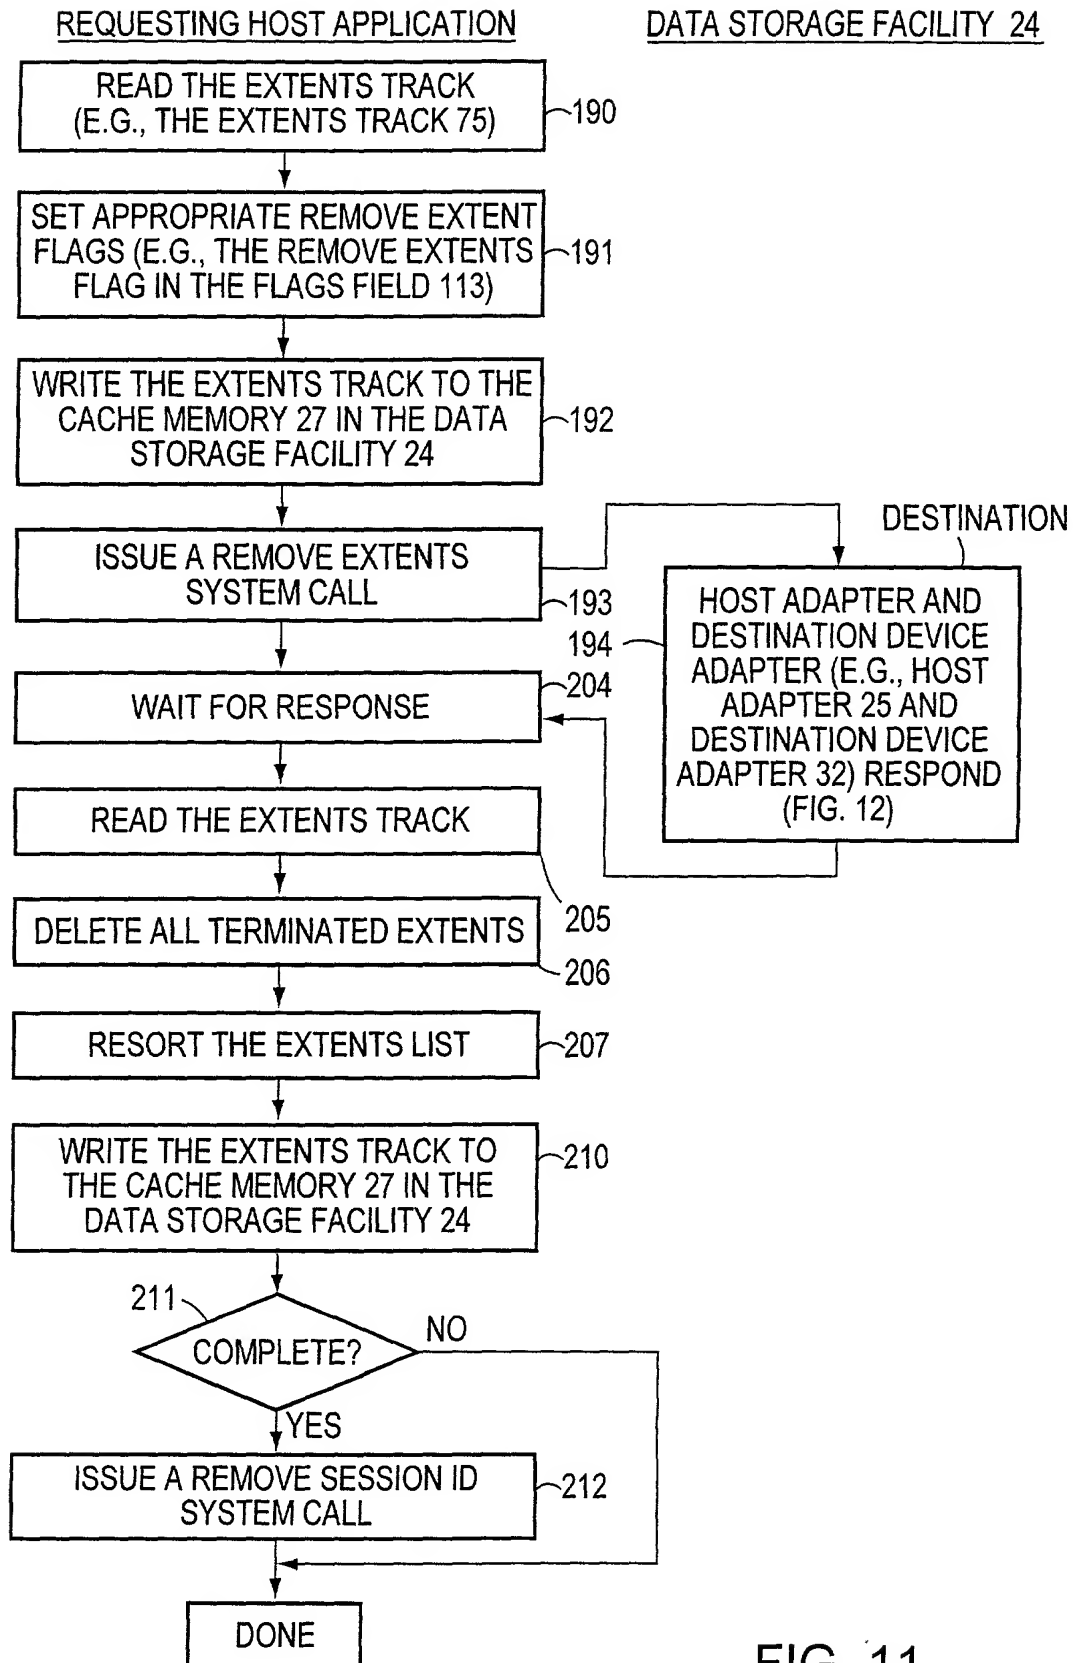 REQUESTING HOST APPLICATION
DATA STORAGE FACILITY 24
READ THE EXTENTS TRACK
(E.G., THE EXTENTS TRACK 75)
190
SET APPROPRIATE REMOVE EXTENT
FLAGS (E.G., THE REMOVE EXTENTS
FLAG IN THE FLAGS FIELD 113)
191
WRITE THE EXTENTS TRACK TO THE
CACHE MEMORY 27 IN THE DATA
STORAGE FACILITY 24
192
ISSUE A REMOVE EXTENTS
SYSTEM CALL
193
DESTINATION
HOST ADAPTER AND
DESTINATION DEVICE
ADAPTER (E.G., HOST
ADAPTER 25 AND
DESTINATION DEVICE
ADAPTER 32) RESPOND
(FIG. 12)
194
WAIT FOR RESPONSE
204
READ THE EXTENTS TRACK
205
DELETE ALL TERMINATED EXTENTS
206
RESORT THE EXTENTS LIST
207
WRITE THE EXTENTS TRACK TO
THE CACHE MEMORY 27 IN THE
DATA STORAGE FACILITY 24
210
211
COMPLETE?
NO
YES
ISSUE A REMOVE SESSION ID
SYSTEM CALL
212
DONE
FIG. 11